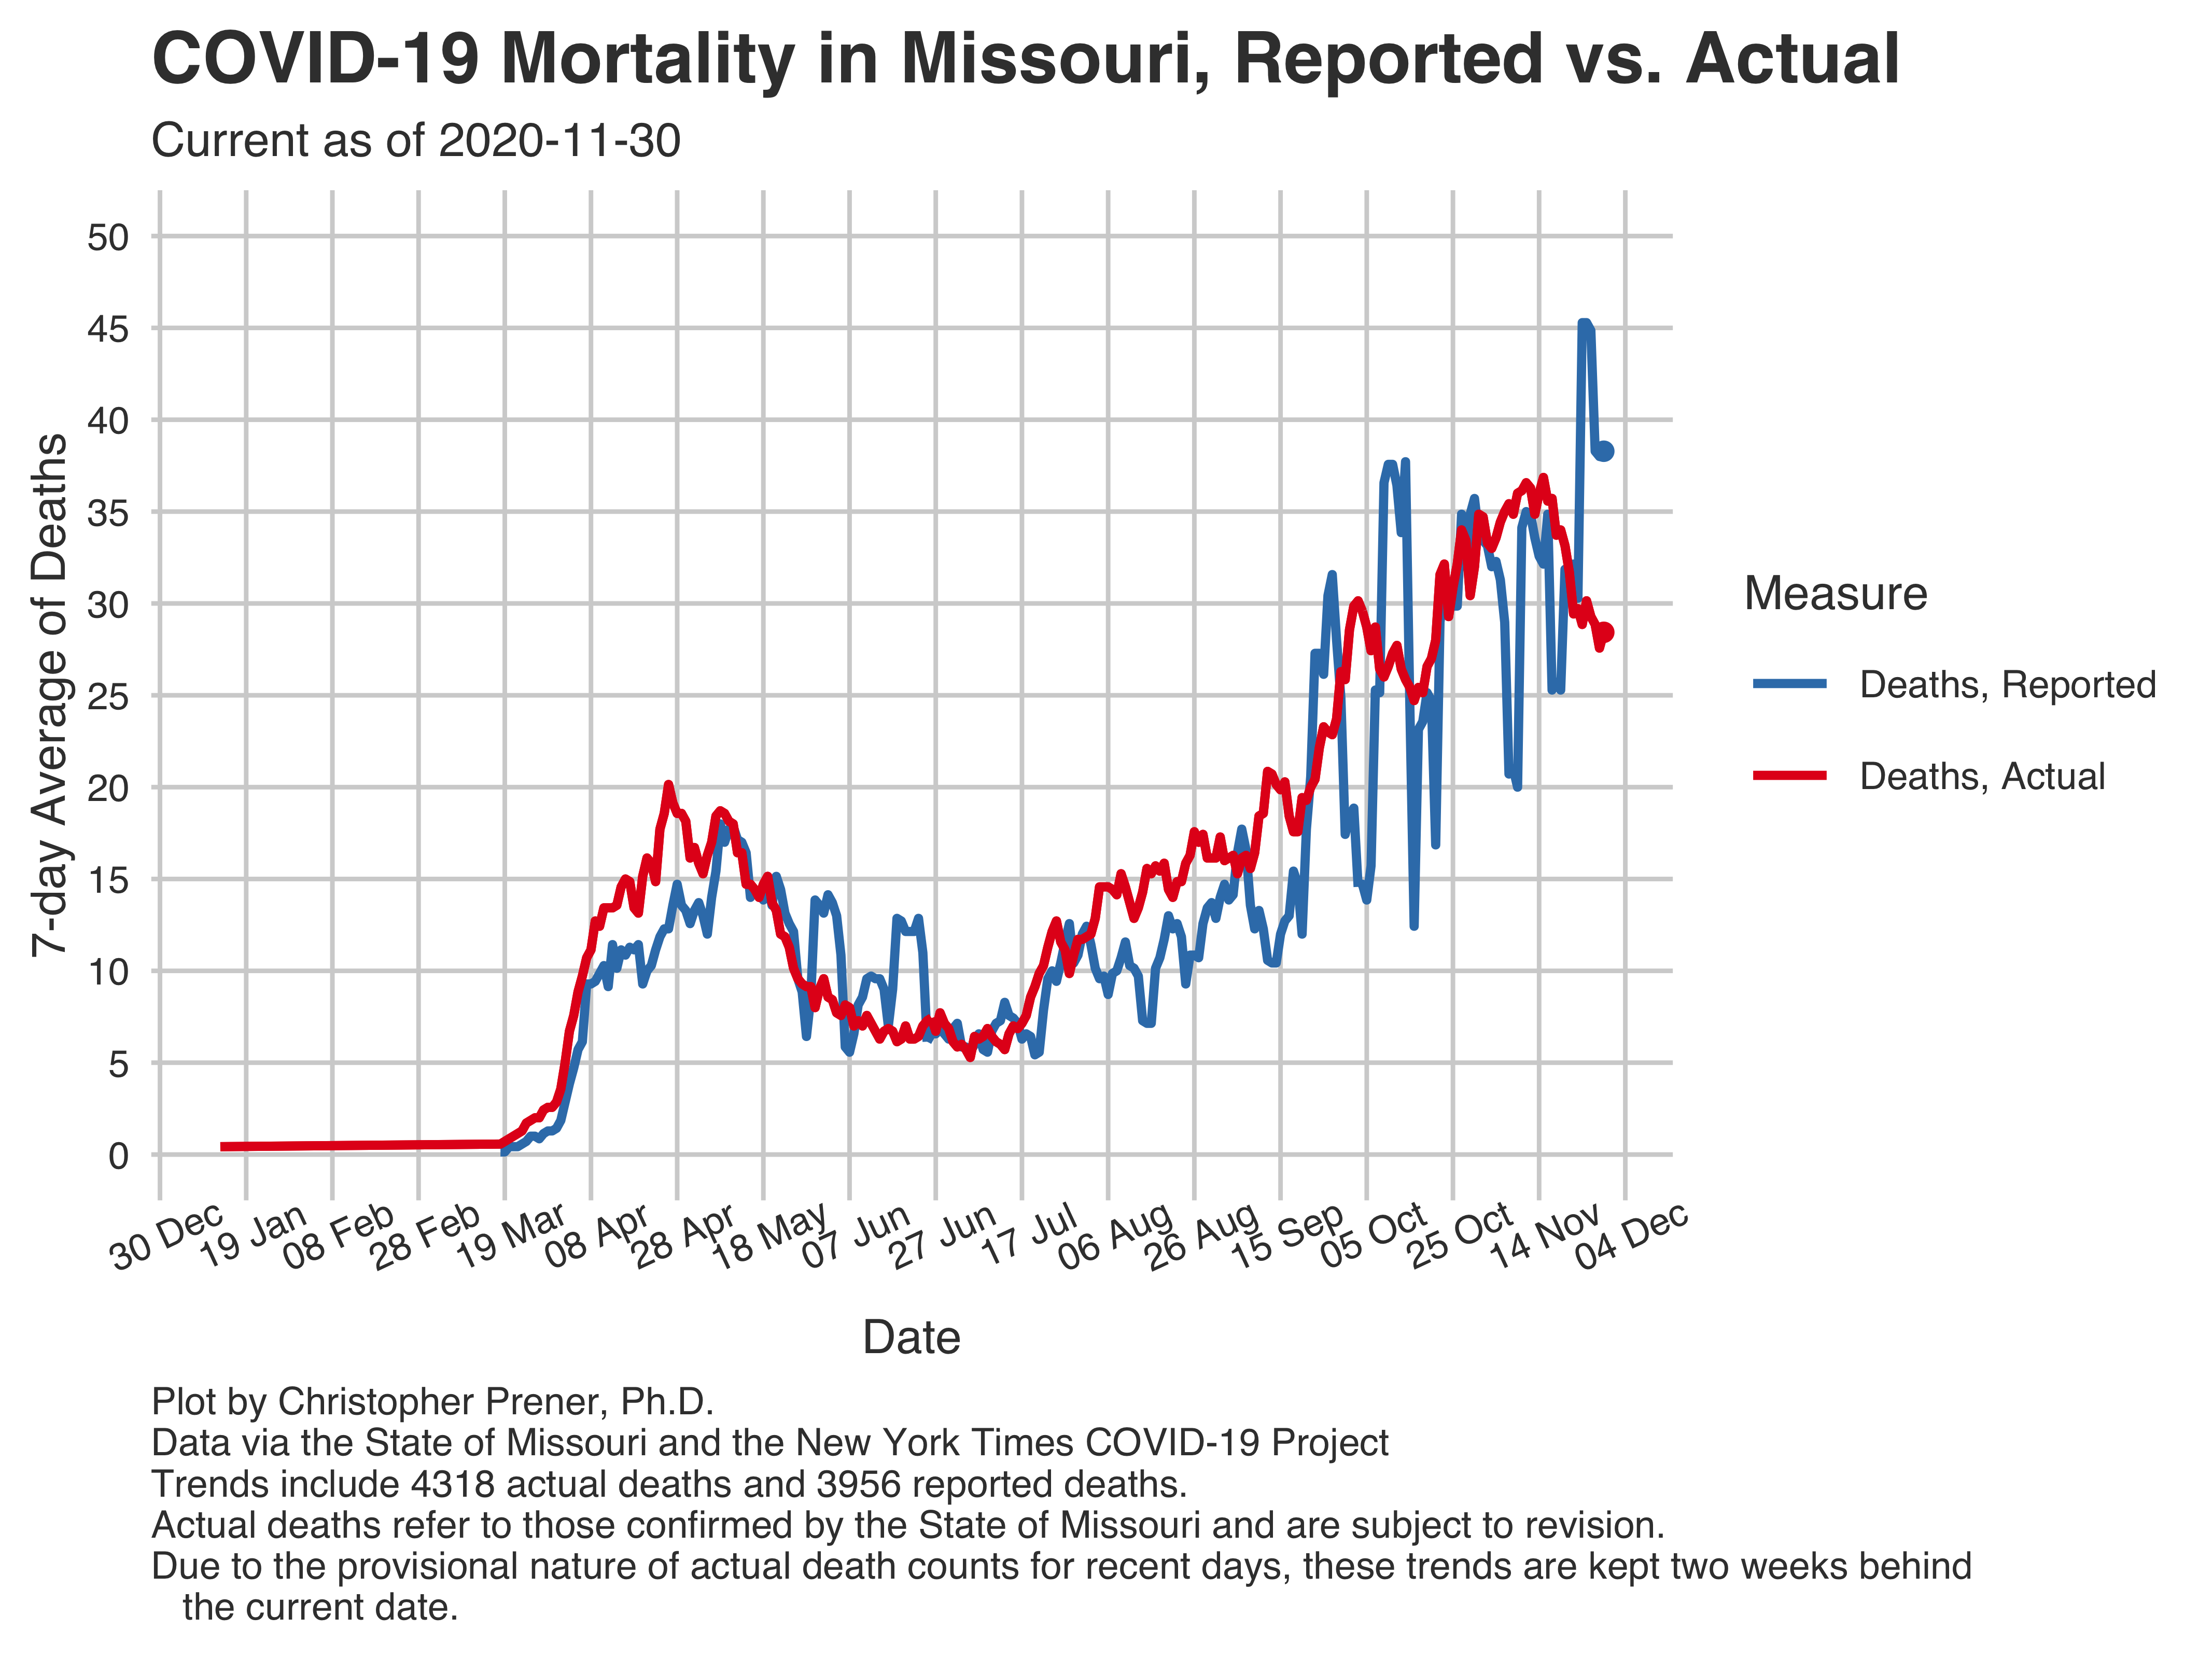 COVID-19 Mortality in Missouri, Reported vs. Actual
Current as of 2020-11-30
7-day Average of Deaths
50
45
40
35
30
25
20
15
10
5
0
30 Dec
19 Jan
08 Feb
28 Feb
19 Mar
08 Apr
28 Apr
18 May
07 Jun
27 Jun
17 Jul
06 Aug
26 Aug
15 Sep
05 Oct
25 Oct
14 Nov
04 Dec
Date
Measure
Deaths, Reported
Deaths, Actual
Plot by Christopher Prener, Ph.D.
Data via the State of Missouri and the New York Times COVID-19 Project
Trends include 4318 actual deaths and 3956 reported deaths.
Actual deaths refer to those confirmed by the State of Missouri and are subject to revision.
Due to the provisional nature of actual death counts for recent days, these trends are kept two weeks behind
the current date.